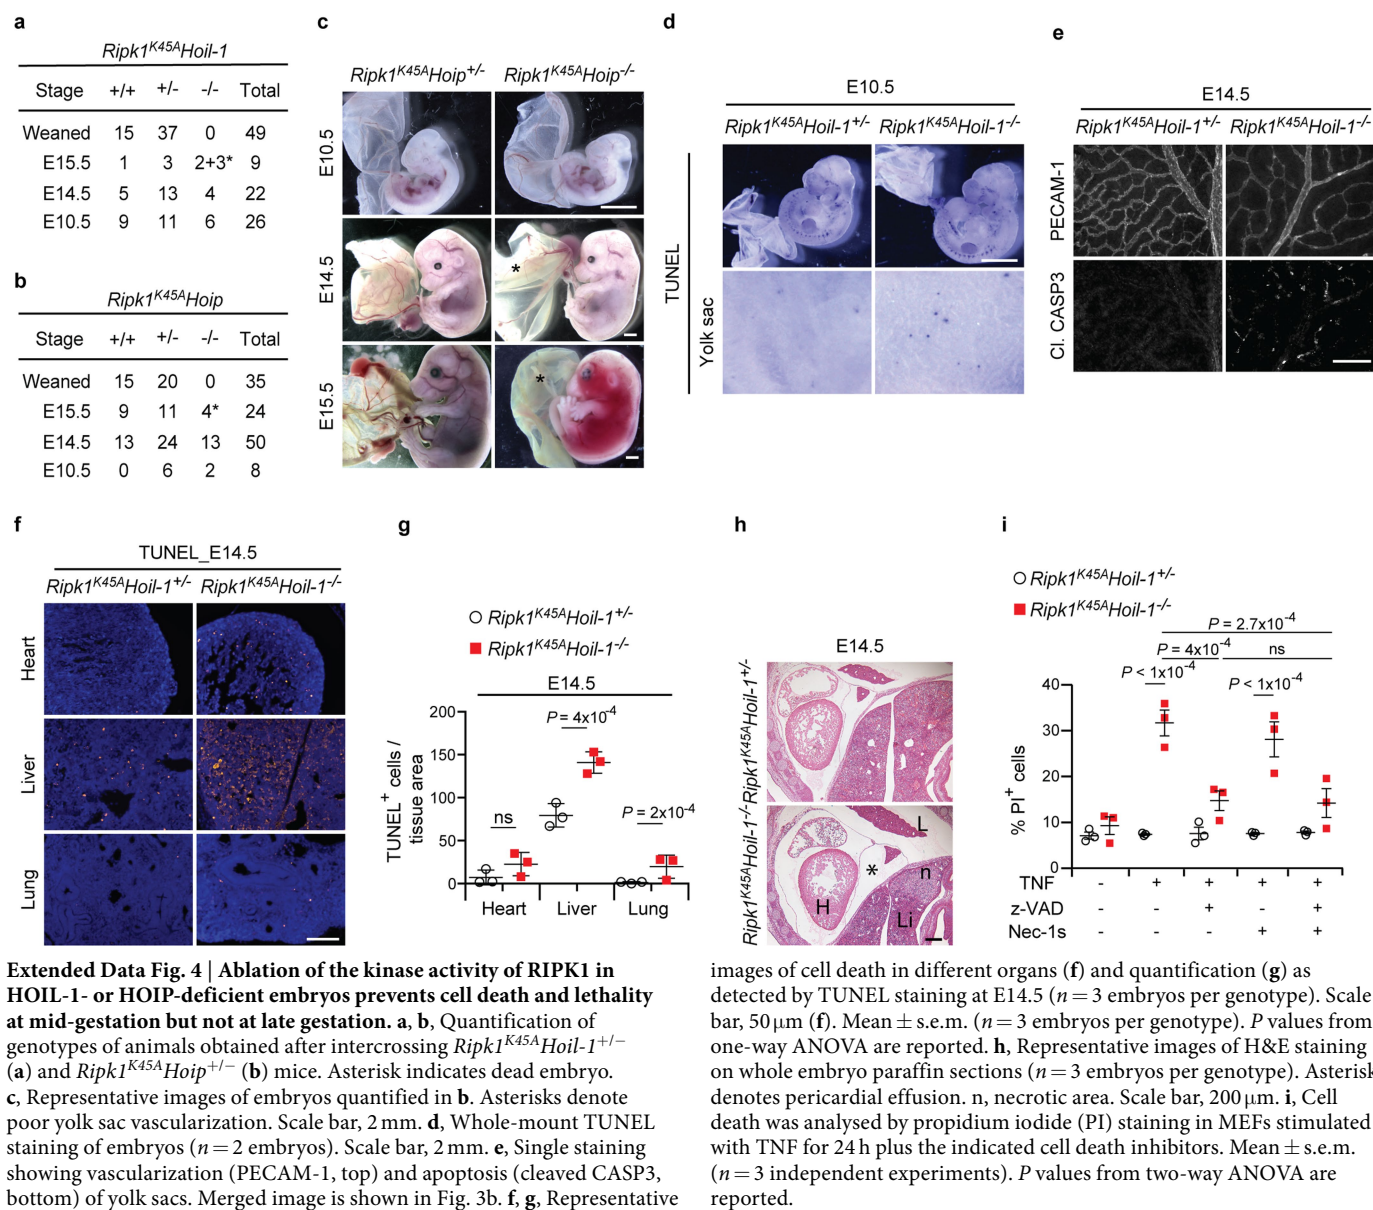 a
Ripk1K45AHoil-1
Stage +/+ +/- -/- Total
Weaned 15 37 0 49
E15.5 1 3 2+3* 9
E14.5 5 13 4 22
E10.5 9 11 6 26
b
Ripk1K45AHoip
Stage +/+ +/- -/- Total
Weaned 15 20 0 35
E15.5 9 11 4* 24
E14.5 13 24 13 50
E10.5 0 6 2 8
c
Ripk1K45AHoip+/- Ripk1K45AHoip-/-
E10.5
E14.5
*
E15.5
*
d
E10.5
Ripk1K45AHoil-1+/- Ripk1K45AHoil-1-/-
TUNEL
Yolk sac
e
E14.5
Ripk1K45AHoil-1+/- Ripk1K45AHoil-1-/-
PECAM-1
Cl. CASP3
f
TUNEL_E14.5
Ripk1K45AHoil-1+/- Ripk1K45AHoil-1-/-
Heart
Liver
Lung
g
Ripk1K45AHoil-1+/-
Ripk1K45AHoil-1-/-
E14.5
TUNEL+ cells /
tissue area
200
150
100
50
0
ns
P = 4x10-4
P = 2x10-4
Heart Liver Lung
h
E14.5
Ripk1K45AHoil-1-/- Ripk1K45AHoil-1+/-
L
*
n
H
Li
i
Ripk1K45AHoil-1+/-
Ripk1K45AHoil-1-/-
P = 2.7x10-4
P = 4x10-4 ns
P < 1x10-4 P < 1x10-4
% PI+ cells
40
30
20
10
0
TNF - + + + +
z-VAD - - + - +
Nec-1s - - - + +
Extended Data Fig. 4 | Ablation of the kinase activity of RIPK1 in
HOIL-1- or HOIP-deficient embryos prevents cell death and lethality
at mid-gestation but not at late gestation. a, b, Quantification of
genotypes of animals obtained after intercrossing Ripk1K45AHoil-1+/−
(a) and Ripk1K45AHoip+/− (b) mice. Asterisk indicates dead embryo.
c, Representative images of embryos quantified in b. Asterisks denote
poor yolk sac vascularization. Scale bar, 2 mm. d, Whole-mount TUNEL
staining of embryos (n = 2 embryos). Scale bar, 2 mm. e, Single staining
showing vascularization (PECAM-1, top) and apoptosis (cleaved CASP3,
bottom) of yolk sacs. Merged image is shown in Fig. 3b. f, g, Representative
images of cell death in different organs (f) and quantification (g) as
detected by TUNEL staining at E14.5 (n = 3 embryos per genotype). Scale
bar, 50 μm (f). Mean ± s.e.m. (n = 3 embryos per genotype). P values from
one-way ANOVA are reported. h, Representative images of H&E staining
on whole embryo paraffin sections (n = 3 embryos per genotype). Asterisk
denotes pericardial effusion. n, necrotic area. Scale bar, 200 μm. i, Cell
death was analysed by propidium iodide (PI) staining in MEFs stimulated
with TNF for 24 h plus the indicated cell death inhibitors. Mean ± s.e.m.
(n = 3 independent experiments). P values from two-way ANOVA are
reported.